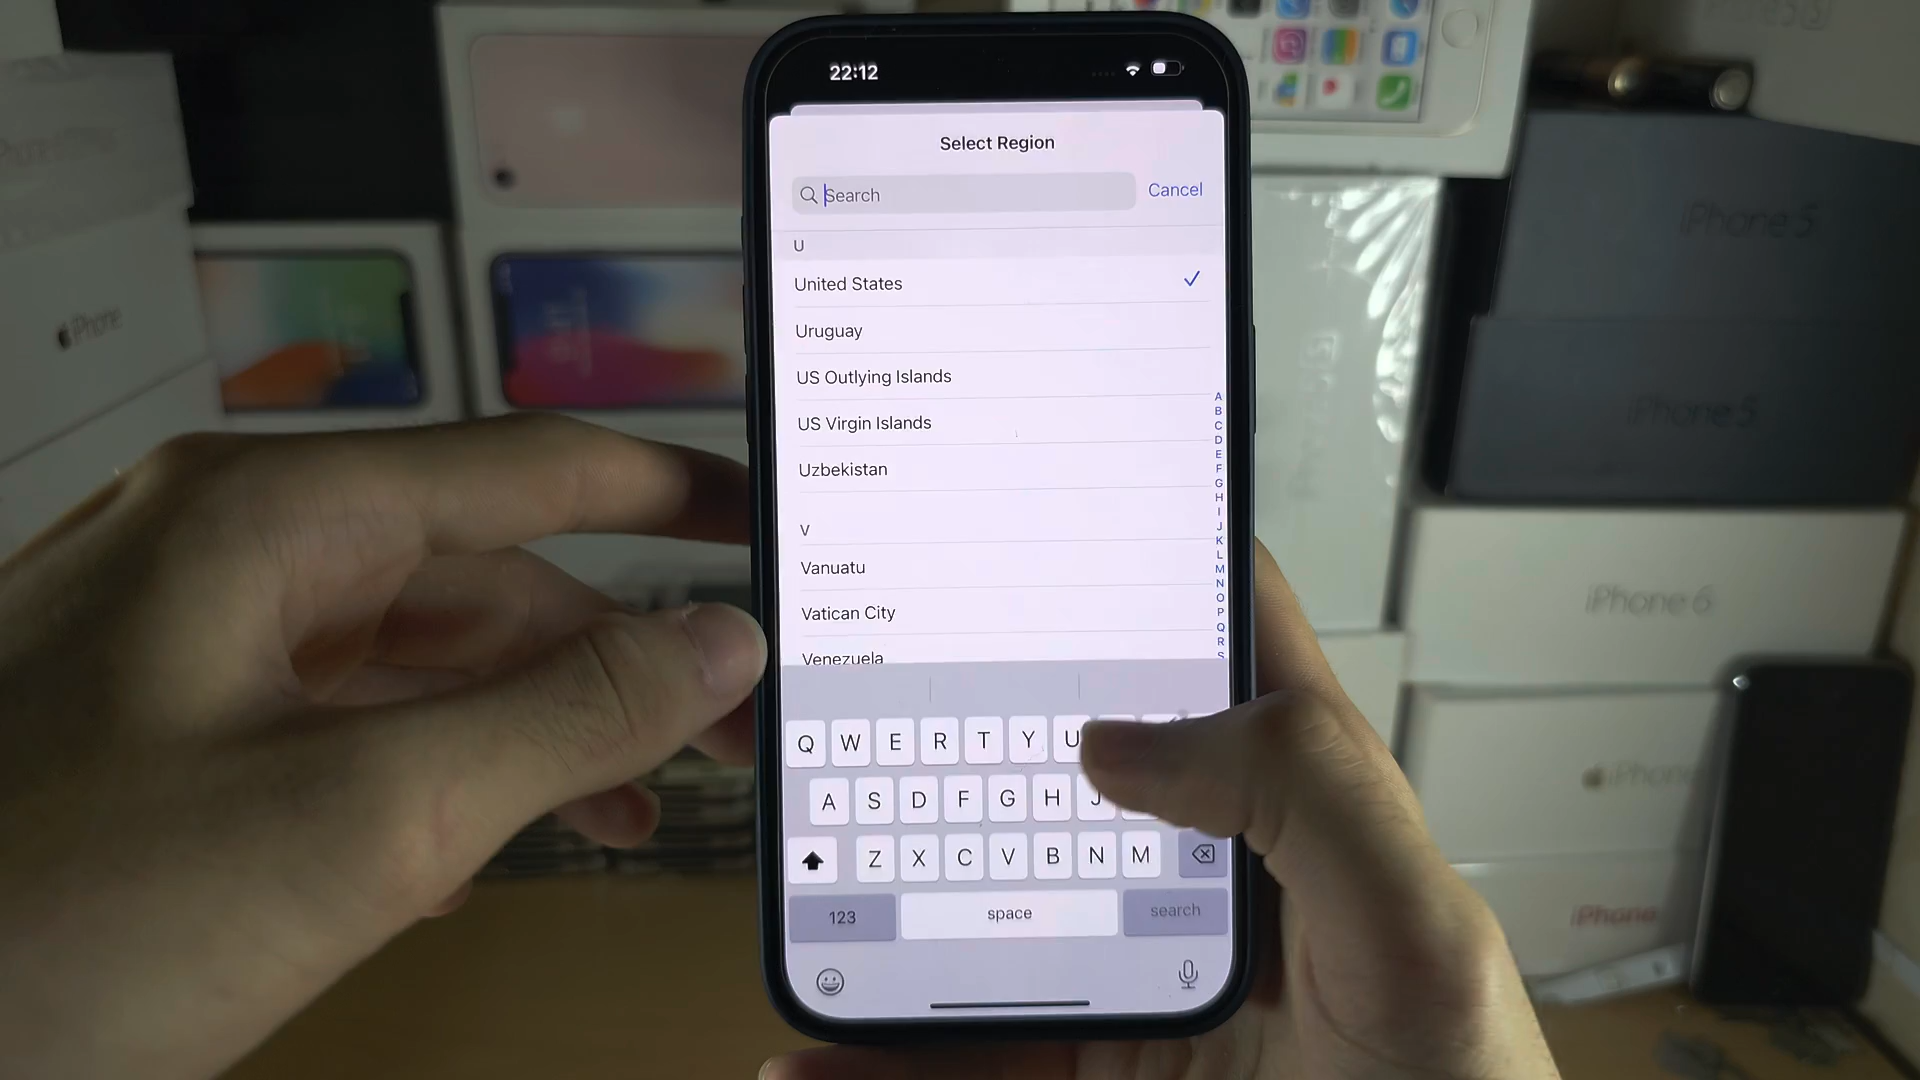 22:12
Select Region
Search
Cancel
U
United States
Uruguay
US Outlying Islands
US Virgin Islands
Uzbekistan
V
Vanuatu
Vatican City
Venezuela
A
B
C
D
E
F
G
H
I
J
K
L
M
N
O
P
Q
R
S
Q W E R T Y U
A S D F G H J
Z X C V B N M
123 space search
iPhone
iPhone 5
iPhone 5
iPhone 6
iPhone
iPhone